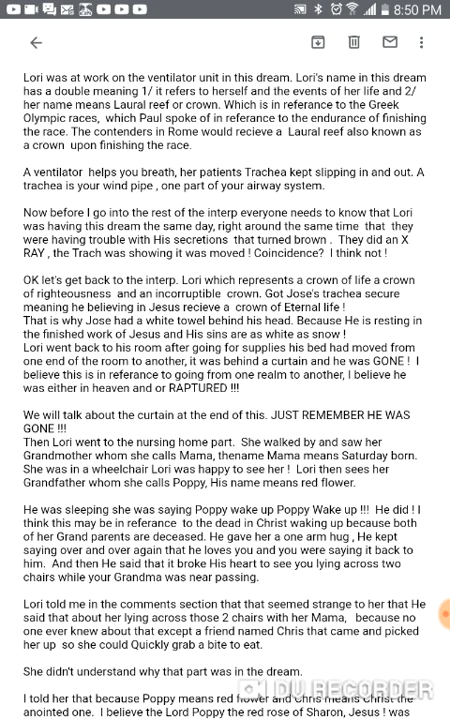 8:50 PM
Lori was at work on the ventilator unit in this dream. Lori's name in this dream
has a double meaning 1/ it refers to herself and the events of her life and 2/
her name means Laural reef or crown. Which is in referance to the Greek
Olympic races, which Paul spoke of in referance to the endurance of finishing
the race. The contenders in Rome would recieve a Laural reef also known as
a crown upon finishing the race.
A ventilator helps you breath, her patients Trachea kept slipping in and out. A
trachea is your wind pipe , one part of your airway system.
Now before I go into the rest of the interp everyone needs to know that Lori
was having this dream the same day, right around the same time that they
were having trouble with His secretions that turned brown . They did an X
RAY , the Trach was showing it was moved ! Coincidence? I think not !
OK let's get back to the interp. Lori which represents a crown of life a crown
of righteousness and an incorruptible crown. Got Jose's trachea secure
meaning he believing in Jesus recieve a crown of Eternal life !
That is why Jose had a white towel behind his head. Because He is resting in
the finished work of Jesus and His sins are as white as snow !
Lori went back to his room after going for supplies his bed had moved from
one end of the room to another, it was behind a curtain and he was GONE ! I
believe this is in referance to going from one realm to another, I believe he
was either in heaven and or RAPTURED !!!
We will talk about the curtain at the end of this. JUST REMEMBER HE WAS
GONE !!!
Then Lori went to the nursing home part. She walked by and saw her
Grandmother whom she calls Mama, thename Mama means Saturday born.
She was in a wheelchair Lori was happy to see her ! Lori then sees her
Grandfather whom she calls Poppy, His name means red flower.
He was sleeping she was saying Poppy wake up Poppy Wake up !!! He did ! I
think this may be in referance to the dead in Christ waking up because both
of her Grand parents are deceased. He gave her a one arm hug , He kept
saying over and over again that he loves you and you were saying it back to
him. And then He said that it broke His heart to see you lying across two
chairs while your Grandma was near passing.
Lori told me in the comments section that that seemed strange to her that He
said that about her lying across those 2 chairs with her Mama, because no
one ever knew about that except a friend named Chris that came and picked
her up so she could Quickly grab a bite to eat.
She didn't understand why that part was in the dream.
DU RECORDER
I told her that because Poppy means red flower and Chris means Christ the
anointed one. I believe the Lord Poppy the red rose of Sharon, Jesus ! was